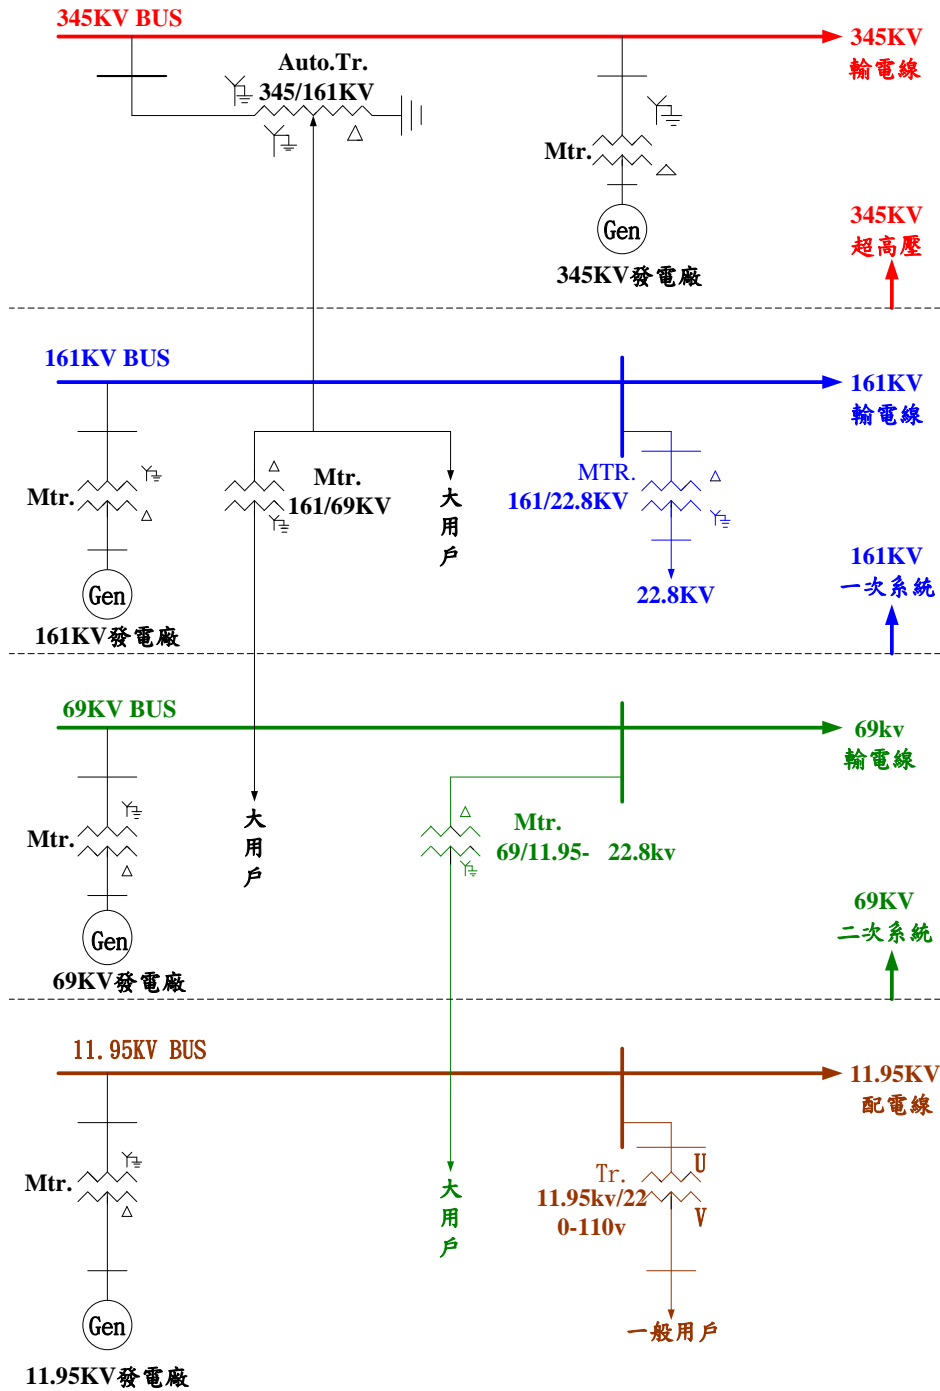 345KV BUS
345KV
輸電線
Auto.Tr.
345/161KV
Mtr.
Gen
345KV發電廠
345KV
超高壓
161KV BUS
161KV
輸電線
Mtr.
Gen
161KV發電廠
Mtr.
161/69KV
大
用
戶
MTR.
161/22.8KV
22.8KV
161KV
一次系統
69KV BUS
69kv
輸電線
Mtr.
Gen
69KV發電廠
大
用
戶
Mtr.
69/11.95- 22.8kv
69KV
二次系統
11.95KV BUS
11.95KV
配電線
Mtr.
Gen
11.95KV發電廠
大
用
戶
Tr.
11.95kv/22
0-110v
U
V
一般用戶